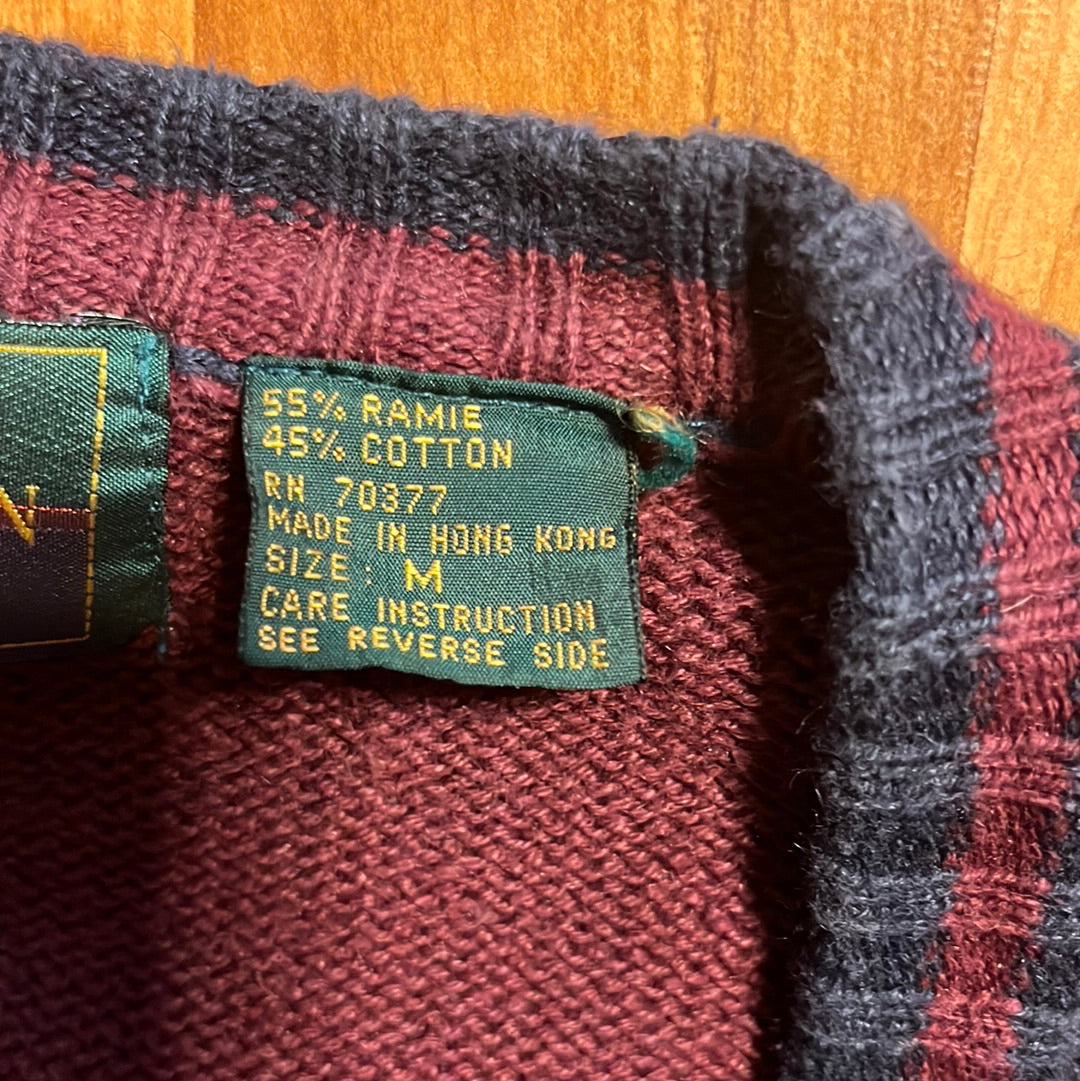 N
55% RAMIE
45% COTTON
RN 70377
MADE IN HONG KONG
SIZE: M
CARE INSTRUCTION
SEE REVERSE SIDE